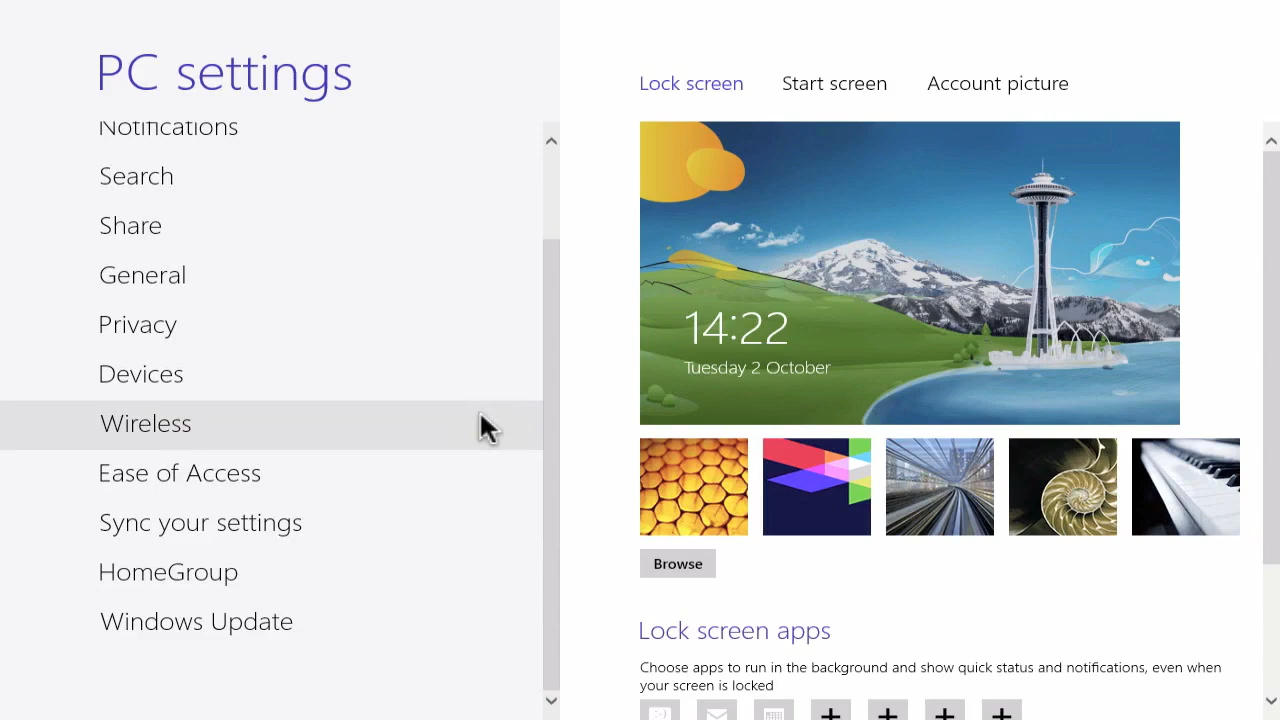 PC settings
Notifications
Search
Share
General
Privacy
Devices
Wireless
Ease of Access
Sync your settings
HomeGroup
Windows Update
Lock screen
Start screen
Account picture
14:22
Tuesday 2 October
Browse
Lock screen apps
Choose apps to run in the background and show quick status and notifications, even when
your screen is locked